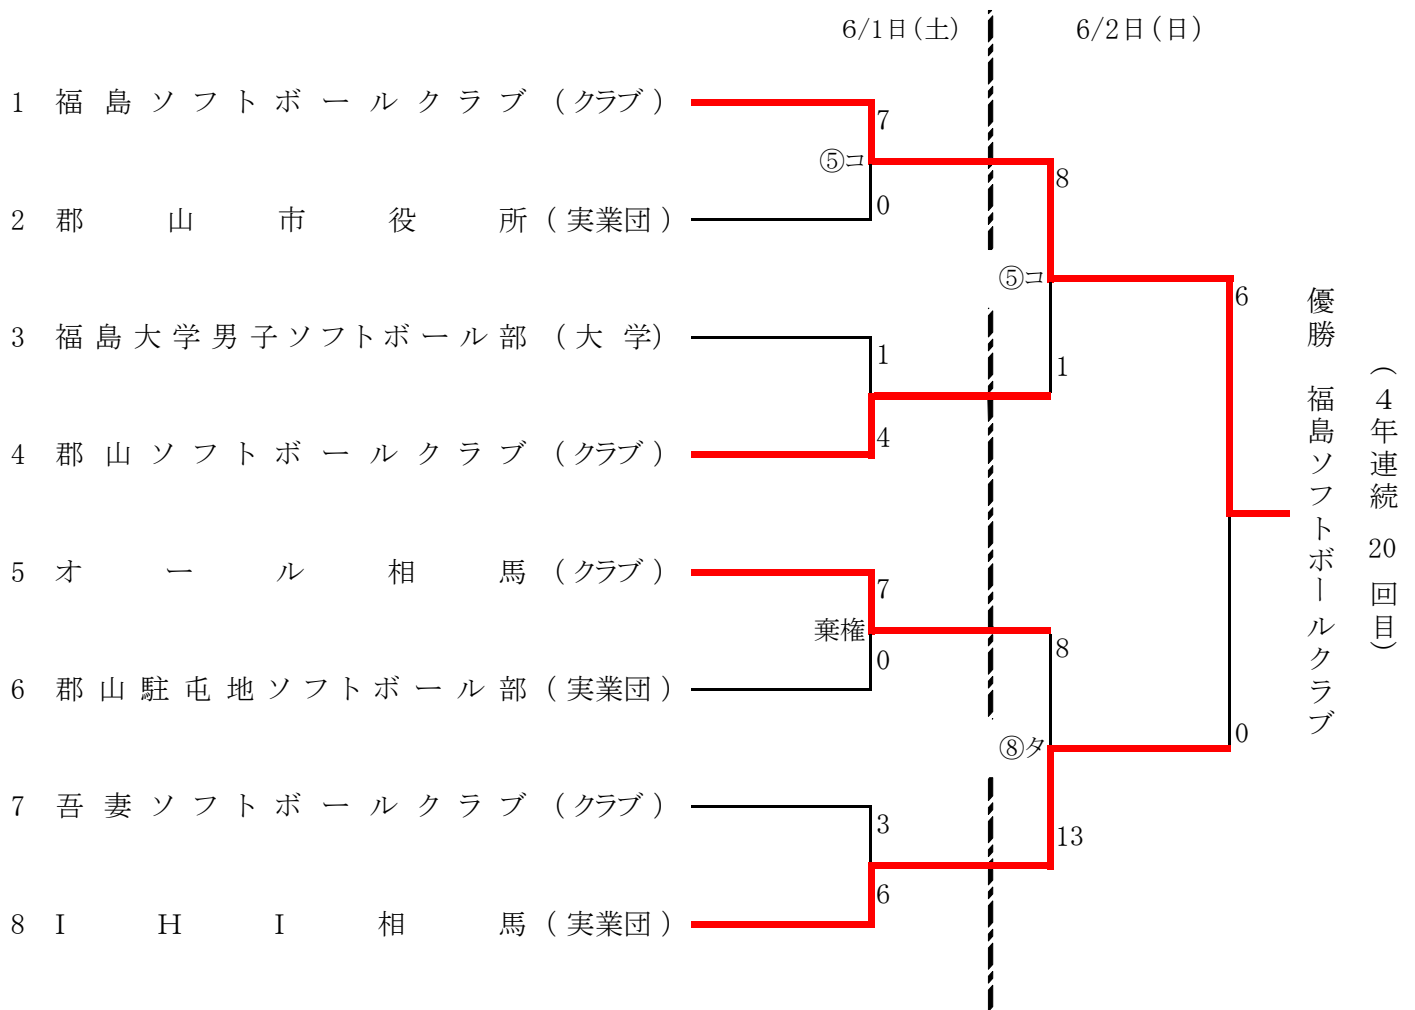 6/1日(土) 6/2日(日)
1 福島ソフトボールクラブ (クラブ)
7
⑤コ
8
2 郡山市役所 (実業団)
0
⑤コ
6
3 福島大学男子ソフトボール部 (大学)
1
1
4 郡山ソフトボールクラブ (クラブ)
4
5 オール相馬 (クラブ)
7
棄権
8
0
6 郡山駐屯地ソフトボール部 (実業団)
⑧タ
0
7 吾妻ソフトボールクラブ (クラブ)
3
13
6
8 IHI相馬 (実業団)
優勝 福島ソフトボールクラブ
(4年連続 20回目)